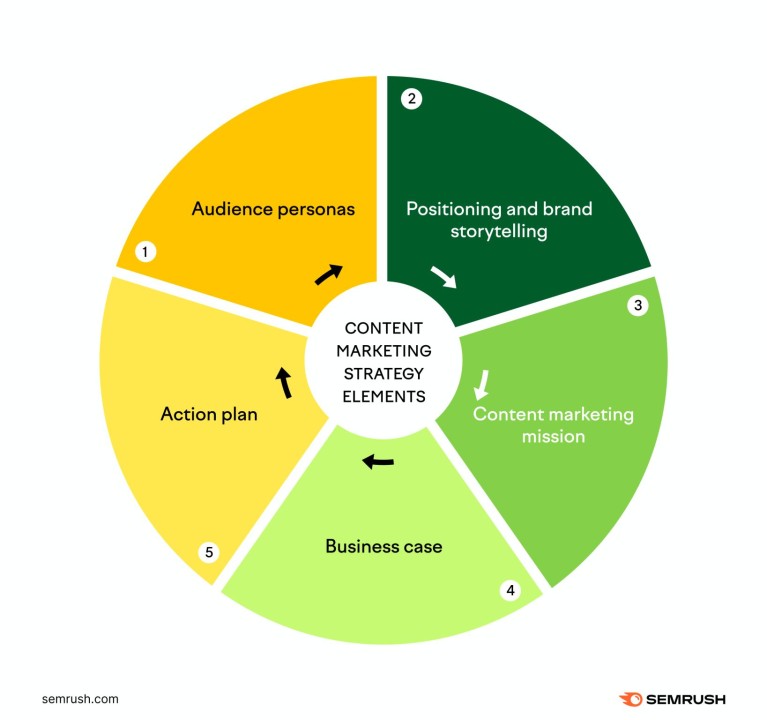 2
Audience personas
Positioning and brand
storytelling
1
3
CONTENT
MARKETING
STRATEGY
ELEMENTS
Action plan
Content marketing
mission
Business case
5
4
semrush.com
SEMRUSH